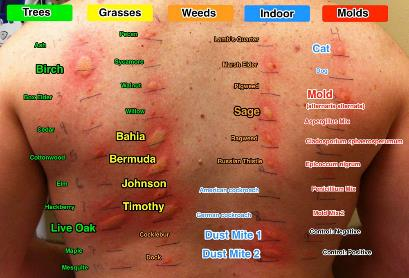 Trees
Grasses
Weeds
Indoor
Molds
Ash
Birch
Box Elder
Cedar
Cottonwood
Elm
Hackberry
Live Oak
Maple
Mesquite
Pecan
Sycamore
Walnut
Willow
Bahia
Bermuda
Johnson
Timothy
Cocklebur
Dock
Lamb's Quarter
Marsh Elder
Pigweed
Sage
Ragweed
Russian Thistle
American cockroach
German cockroach
Dust Mite 1
Dust Mite 2
Cat
Dog
Mold
(alternaria alternata)
Aspergillus Mix
Cladosporium sphaerospermum
Epicoccum nigrum
Penicillium Mix
Mold Mix2
Control: Negative
Control: Positive